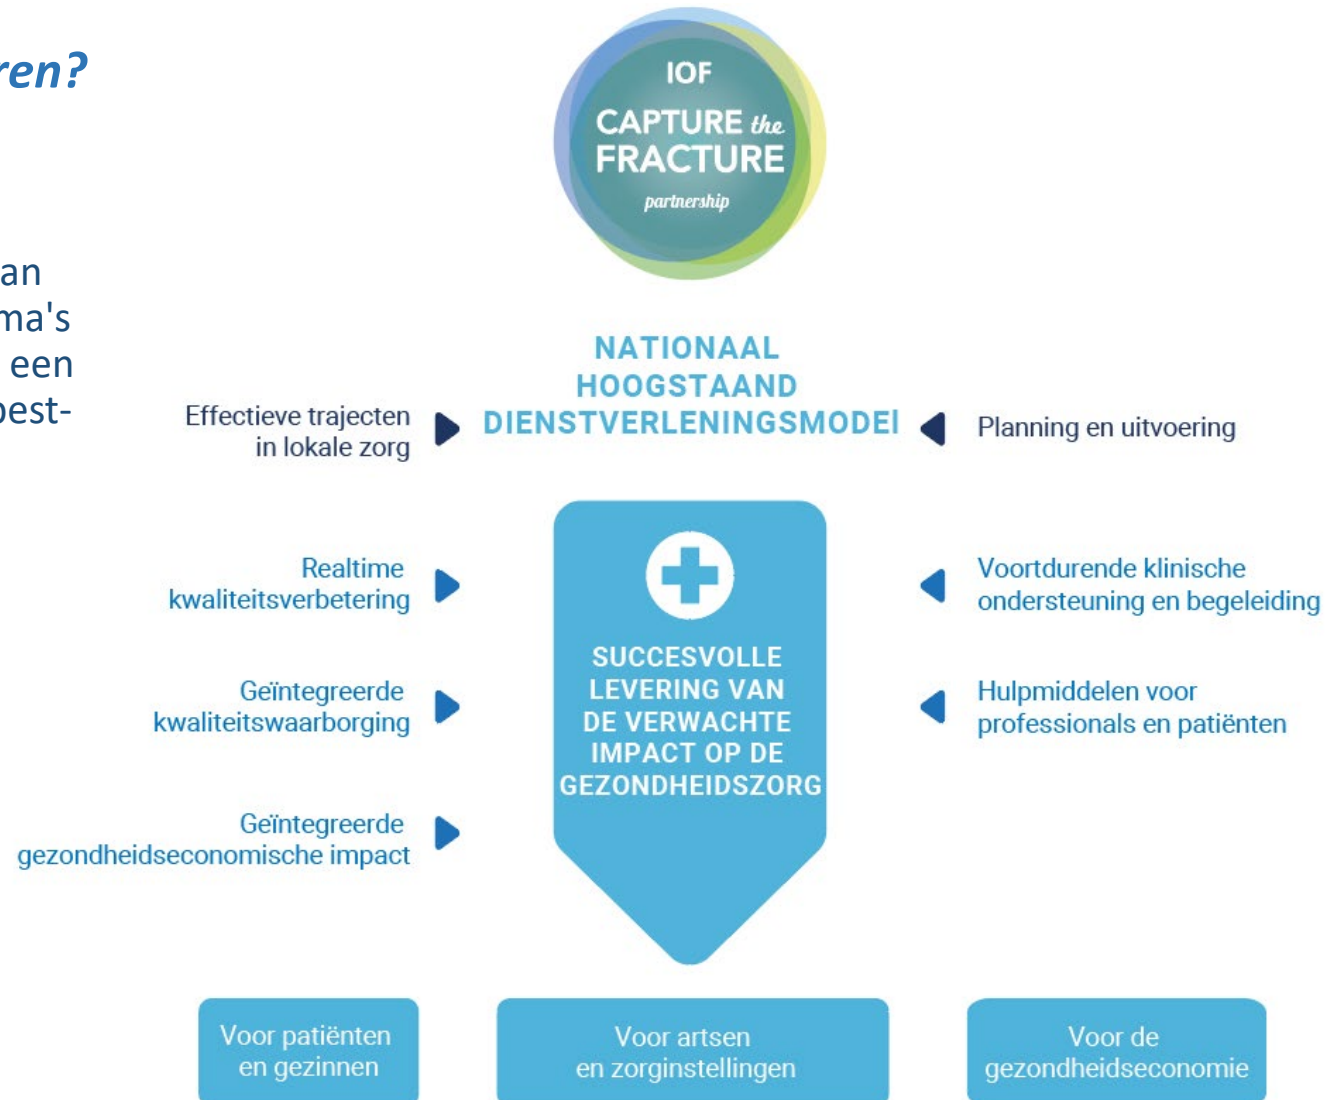 ren?
an
ma's
een
best-
IOF
CAPTURE the
FRACTURE
partnership
NATIONAAL
HOOGSTAAND
DIENSTVERLENINGSMODEl
Effectieve trajecten
in lokale zorg
Planning en uitvoering
Realtime
kwaliteitsverbetering
Geïntegreerde
kwaliteitswaarborging
Geïntegreerde
gezondheidseconomische impact
SUCCESVOLLE
LEVERING VAN
DE VERWACHTE
IMPACT OP DE
GEZONDHEIDSZORG
Voortdurende klinische
ondersteuning en begeleiding
Hulpmiddelen voor
professionals en patiënten
Voor patiënten
en gezinnen
Voor artsen
en zorginstellingen
Voor de
gezondheidseconomie